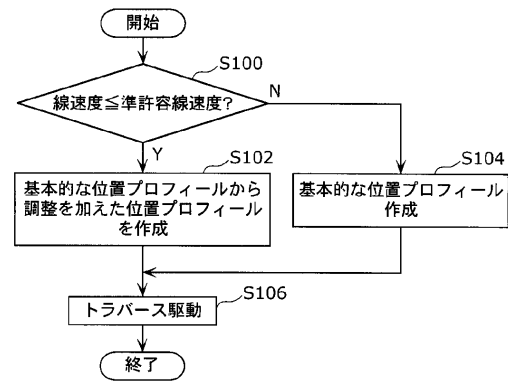 開始
S100
線速度≦準許容線速度?
N
Y
S102
基本的な位置プロフィールから
調整を加えた位置プロフィール
を作成
S104
基本的な位置プロフィール
作成
S106
トラバース駆動
終了